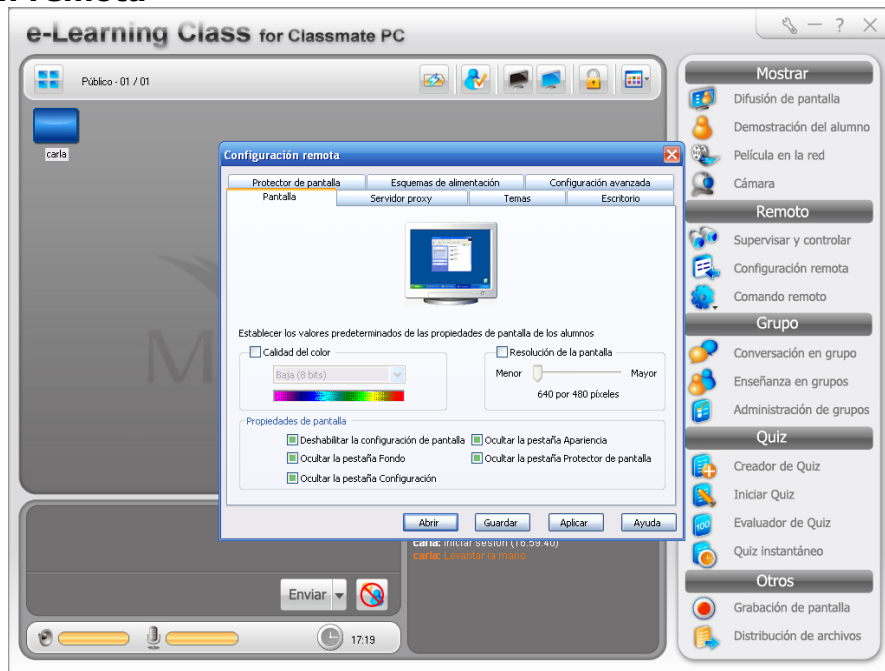 e-Learning Class for Classmate PC
Público - 01 / 01
carla
Configuración remota
Protector de pantalla
Esquemas de alimentación
Configuración avanzada
Pantalla
Servidor proxy
Temas
Escritorio
Establecer los valores predeterminados de las propiedades de pantalla de los alumnos
Calidad del color
Baja (8 bits)
Resolución de la pantalla
Menor
Mayor
640 por 480 píxeles
Propiedades de pantalla
Deshabilitar la configuración de pantalla
Ocultar la pestaña Apariencia
Ocultar la pestaña Fondo
Ocultar la pestaña Protector de pantalla
Ocultar la pestaña Configuración
Abrir
Guardar
Aplicar
Ayuda
carla: Iniciar sesión (16:59:40)
carla: Levantar la mano
Enviar
17:19
Mostrar
Difusión de pantalla
Demostración del alumno
Película en la red
Cámara
Remoto
Supervisar y controlar
Configuración remota
Comando remoto
Grupo
Conversación en grupo
Enseñanza en grupos
Administración de grupos
Quiz
Creador de Quiz
Iniciar Quiz
Evaluador de Quiz
Quiz instantáneo
Otros
Grabación de pantalla
Distribución de archivos